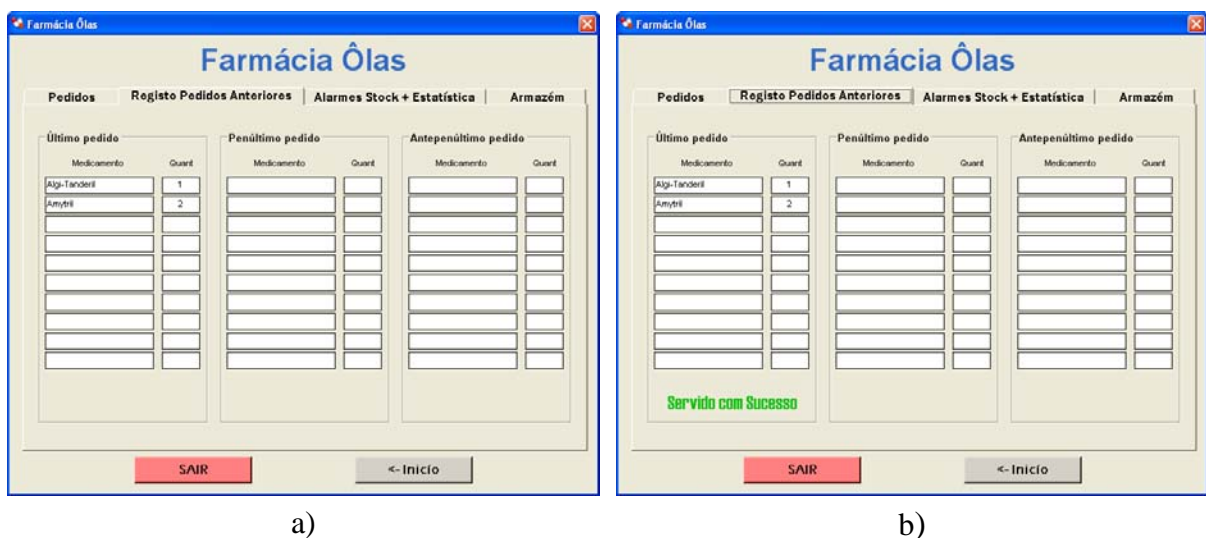 Farmácia Ôlas
Farmácia Ôlas
Pedidos Registo Pedidos Anteriores Alarmes Stock + Estatística Armazém
Último pedido Penúltimo pedido Antepenúltimo pedido
Medicamento Quant Medicamento Quant Medicamento Quant
Algi-Tanderil 1
Amytril 2
SAIR <- Inicío
a)
Farmácia Ôlas
Farmácia Ôlas
Pedidos Registo Pedidos Anteriores Alarmes Stock + Estatística Armazém
Último pedido Penúltimo pedido Antepenúltimo pedido
Medicamento Quant Medicamento Quant Medicamento Quant
Algi-Tanderil 1
Amytril 2
Servido com Sucesso
SAIR <- Inicío
b)